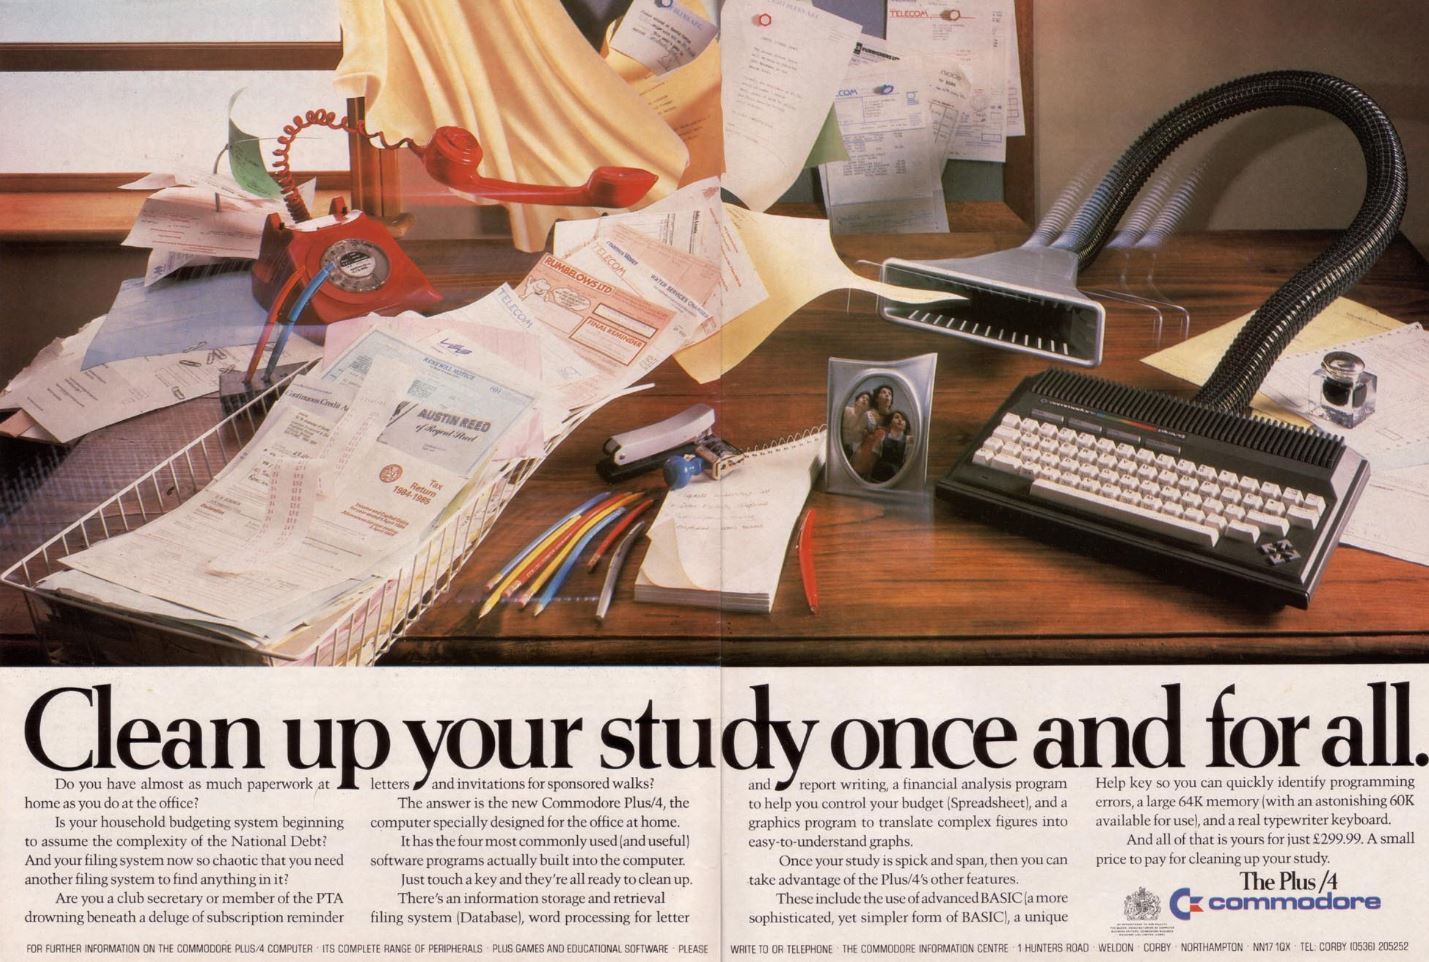 TELECOM
TELECOM
TELECOM
RUMBELOWS LTD
WATER SERVICES CHARGES
TELECOM
FINAL REMINDER
RENEWAL NOTICE
AUSTIN REED
of Regent Street
Continuous Credit A
Tax
Return
1984-1985
commodore
Clean up your study once and for all.
Do you have almost as much paperwork at
home as you do at the office?
Is your household budgeting system beginning
to assume the complexity of the National Debt?
And your filing system now so chaotic that you need
another filing system to find anything in it?
Are you a club secretary or member of the PTA
drowning beneath a deluge of subscription reminder
letters and invitations for sponsored walks?
The answer is the new Commodore Plus/4, the
computer specially designed for the office at home.
It has the four most commonly used (and useful)
software programs actually built into the computer.
Just touch a key and they're all ready to clean up.
There's an information storage and retrieval
filing system (Database), word processing for letter
and report writing, a financial analysis program
to help you control your budget (Spreadsheet), and a
graphics program to translate complex figures into
easy-to-understand graphs.
Once your study is spick and span, then you can
take advantage of the Plus/4's other features.
These include the use of advanced BASIC (a more
sophisticated, yet simpler form of BASIC), a unique
Help key so you can quickly identify programming
errors, a large 64K memory (with an astonishing 60K
available for use), and a real typewriter keyboard.
And all of that is yours for just £299.99. A small
price to pay for cleaning up your study.
The Plus/4
commodore
FOR FURTHER INFORMATION ON THE COMMODORE PLUS/4 COMPUTER · ITS COMPLETE RANGE OF PERIPHERALS · PLUS GAMES AND EDUCATIONAL SOFTWARE · PLEASE WRITE TO OR TELEPHONE · THE COMMODORE INFORMATION CENTRE · 1 HUNTERS ROAD · WELDON · CORBY · NORTHAMPTON · NN17 1QX · TEL: CORBY (0536) 205252